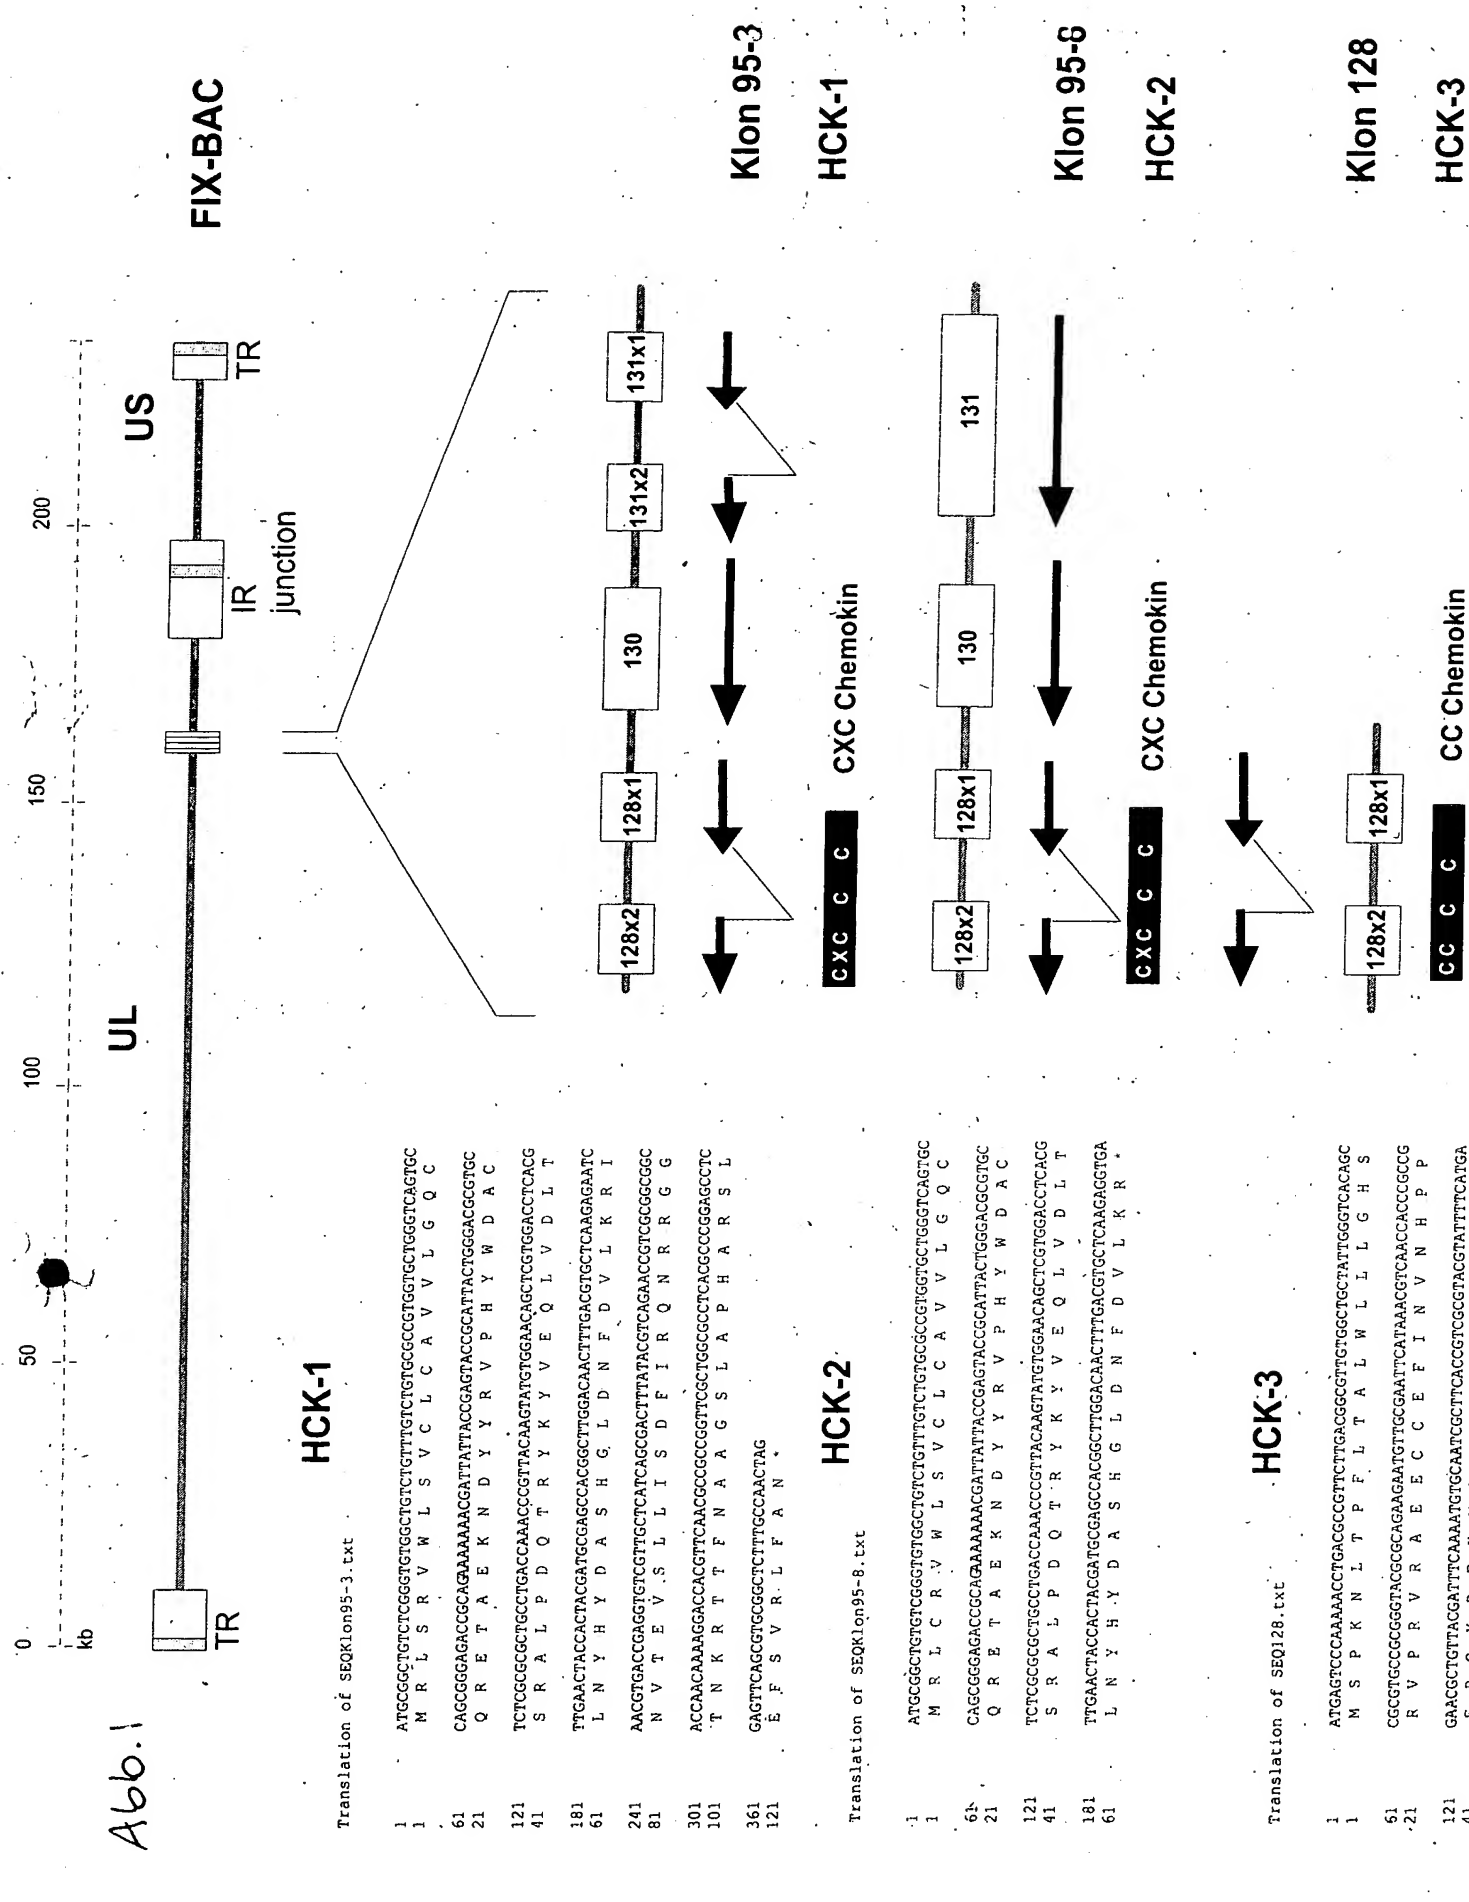 Abb.1
0
50
100
150
200
kb
UL
US
TR
IR
junction
TR
FIX-BAC
HCK-1
Translation of SEQKlon95-3.txt
1 ATGCGGCTGTCTCGGGTGTGGCTGTCTGTTTGTCTGTGCGCCGTGGTGCTGGGTCAGTGC
1 M R L S R V W L S V C L C A V V L G Q C
61 CAGCGGGAGACCGCAGAAAAAAACGATTATTACCGAGTACCGCATTACTGGGACGCGTGC
21 Q R E T A E K N D Y Y R V P H Y W D A C
121 TCTCGCGCGCTGCCTGACCAAACCCGTTACAAGTATGTGGAACAGCTCGTGGACCTCACG
41 S R A L P D Q T R Y K Y V E Q L V D L T
181 TTGAACTACCACTACGATGCGAGCCACGGCTTGGACAACTTTGACGTGCTCAAGAGAATC
61 L N Y H Y D A S H G L D N F D V L K R I
241 AACGTGACCGAGGTGTCGTTGCTCATCAGCGACTTTATACGTCAGAACCGTCGCGGCGGC
81 N V T E V S L L I S D F I R Q N R R G G
301 ACCAACAAAAGGACCACGTTCAACGCCGCCGGTTCGCTGGCGCCTCACGCCCGGAGCCTC
101 T N K R T T F N A A G S L A P H A R S L
361 GAGTTCAGCGTGCGGCTCTTTGCCAACTAG
121 E F S V R L F A N *
128x2
128x1
130
131x2
131x1
CXC C C
CXC Chemokin
Klon 95-3
HCK-1
HCK-2
Translation of SEQKlon95-8.txt
1 ATGCGGCTGTGTCGGGTGTGGCTGTCTGTTTGTCTGTGCGCCGTGGTGCTGGGTCAGTGC
1 M R L C R V W L S V C L C A V V L G Q C
61 CAGCGGGAGACCGCAGAAAAAAACGATTATTACCGAGTACCGCATTACTGGGACGCGTGC
21 Q R E T A E K N D Y Y R V P H Y W D A C
121 TCTCGCGCGCTGCCTGACCAAACCCGTTACAAGTATGTGGAACAGCTCGTGGACCTCACG
41 S R A L P D Q T R Y K Y V E Q L V D L T
181 TTGAACTACCACTACGATGCGAGCCACGGCTTGGACAACTTTGACGTGCTCAAGAGGTGA
61 L N Y H Y D A S H G L D N F D V L K R *
128x2
128x1
130
131
CXC C C
CXC Chemokin
Klon 95-8
HCK-2
HCK-3
Translation of SEQ128.txt
1 ATGAGTCCCAAAAACCTGACGCCGTTCTTGACGGCGTTGTGGCTGCTATTGGGTCACAGC
1 M S P K N L T P F L T A L W L L L G H S
61 CGCGTGCCGCGGGTACGCGCAGAAGAATGTTGCGAATTCATAAACGTCAACCACCCGCCG
21 R V P R V R A E E C C E F I N V N H P P
121 GAACGCTGTTACGATTTCAAAATGTGCAATCGCTTCACCGTCGCGTACGTATTTTCATGA
41
128x2
128x1
CC C C
CC Chemokin
Klon 128
HCK-3